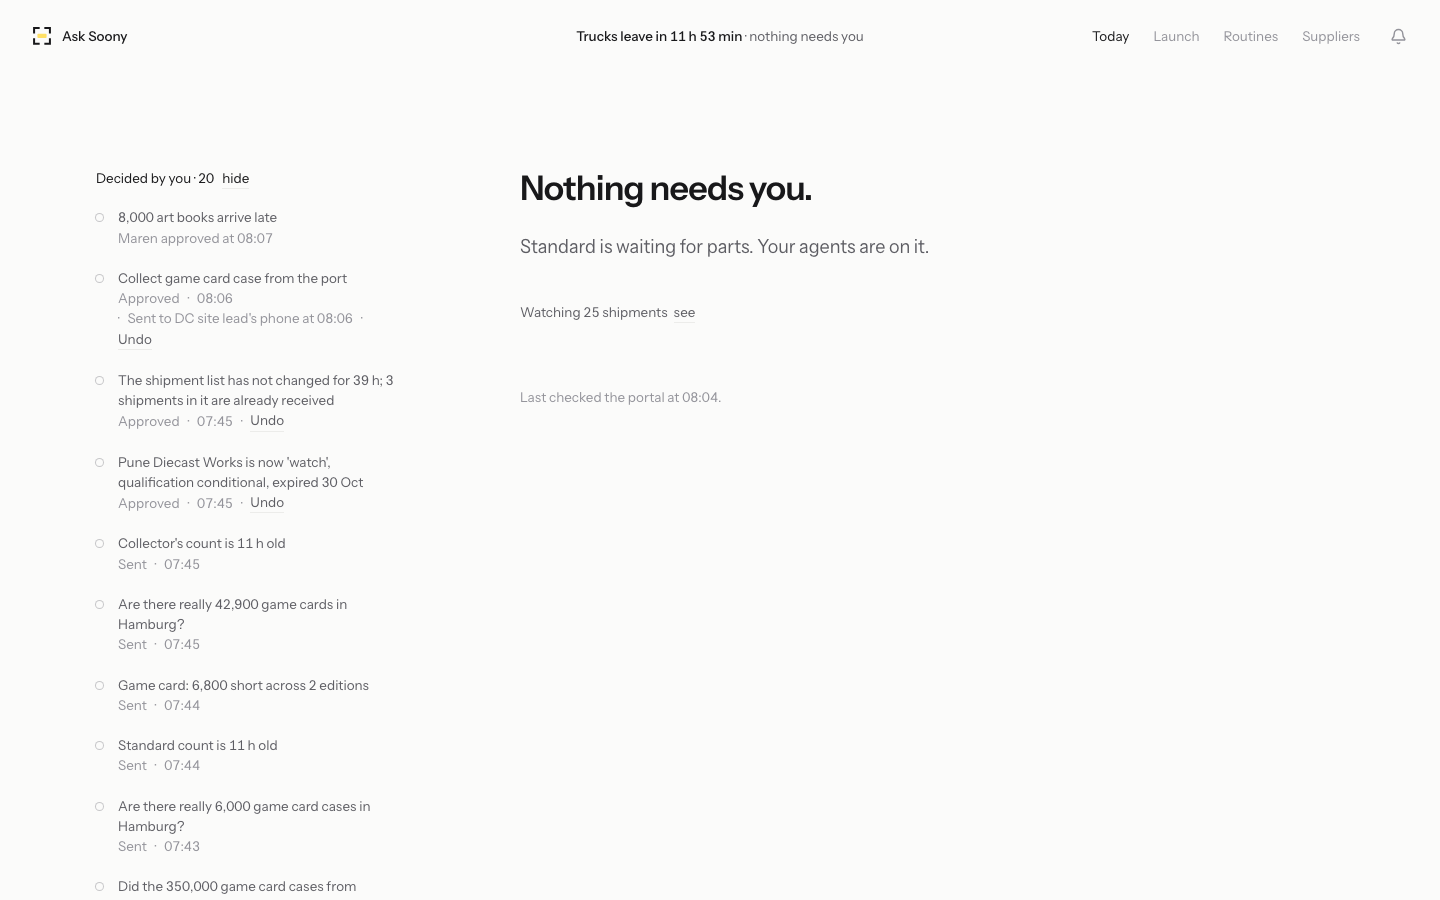 Ask Soony
Trucks leave in 11 h 53 min · nothing needs you
Today
Launch
Routines
Suppliers
Decided by you · 20 hide
8,000 art books arrive late
Maren approved at 08:07
Collect game card case from the port
Approved · 08:06
· Sent to DC site lead's phone at 08:06 ·
Undo
The shipment list has not changed for 39 h; 3
shipments in it are already received
Approved · 07:45 · Undo
Pune Diecast Works is now 'watch',
qualification conditional, expired 30 Oct
Approved · 07:45 · Undo
Collector's count is 11 h old
Sent · 07:45
Are there really 42,900 game cards in
Hamburg?
Sent · 07:45
Game card: 6,800 short across 2 editions
Sent · 07:44
Standard count is 11 h old
Sent · 07:44
Are there really 6,000 game card cases in
Hamburg?
Sent · 07:43
Did the 350,000 game card cases from
Nothing needs you.
Standard is waiting for parts. Your agents are on it.
Watching 25 shipments see
Last checked the portal at 08:04.